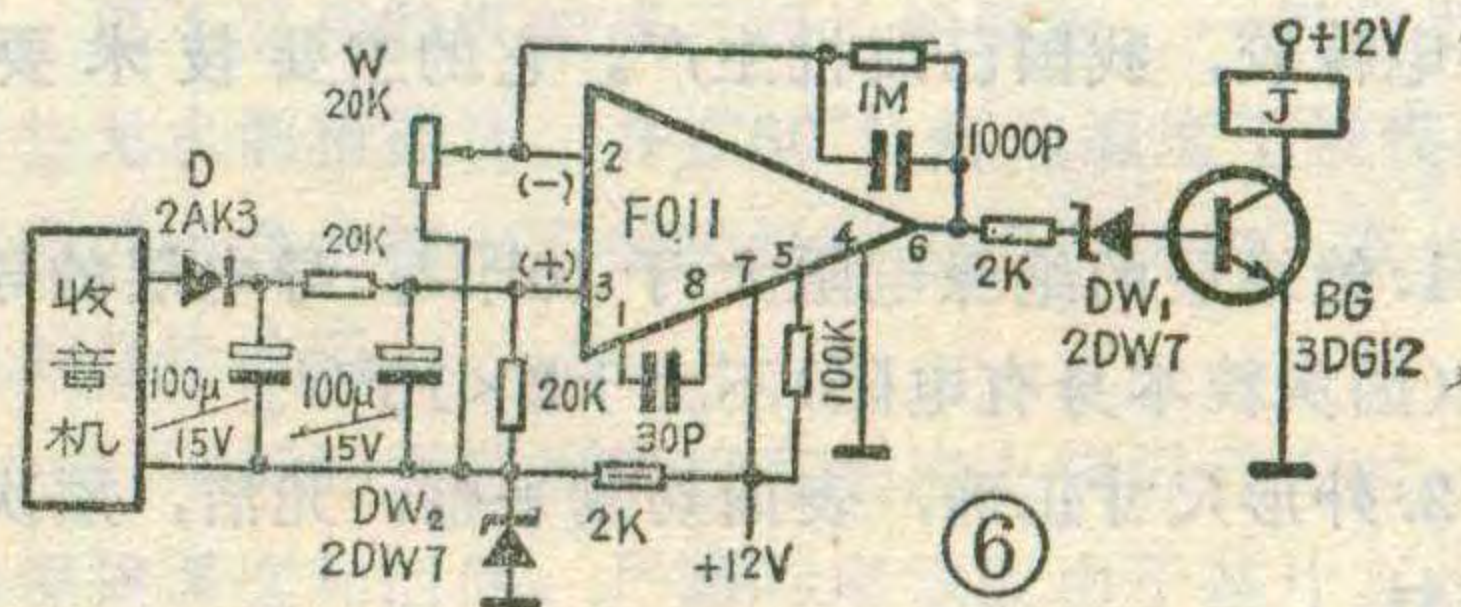 W
20K
D
2AK3
20K
收音机
100μ
15V
100μ
15V
2
(-)
(+)
3
F011
1
8
7
5
4
6
20K
30P
100K
1M
1000P
2K
DW₁
2DW7
+12V
J
BG
3DG12
DW₂
2DW7
2K
+12V
⑥